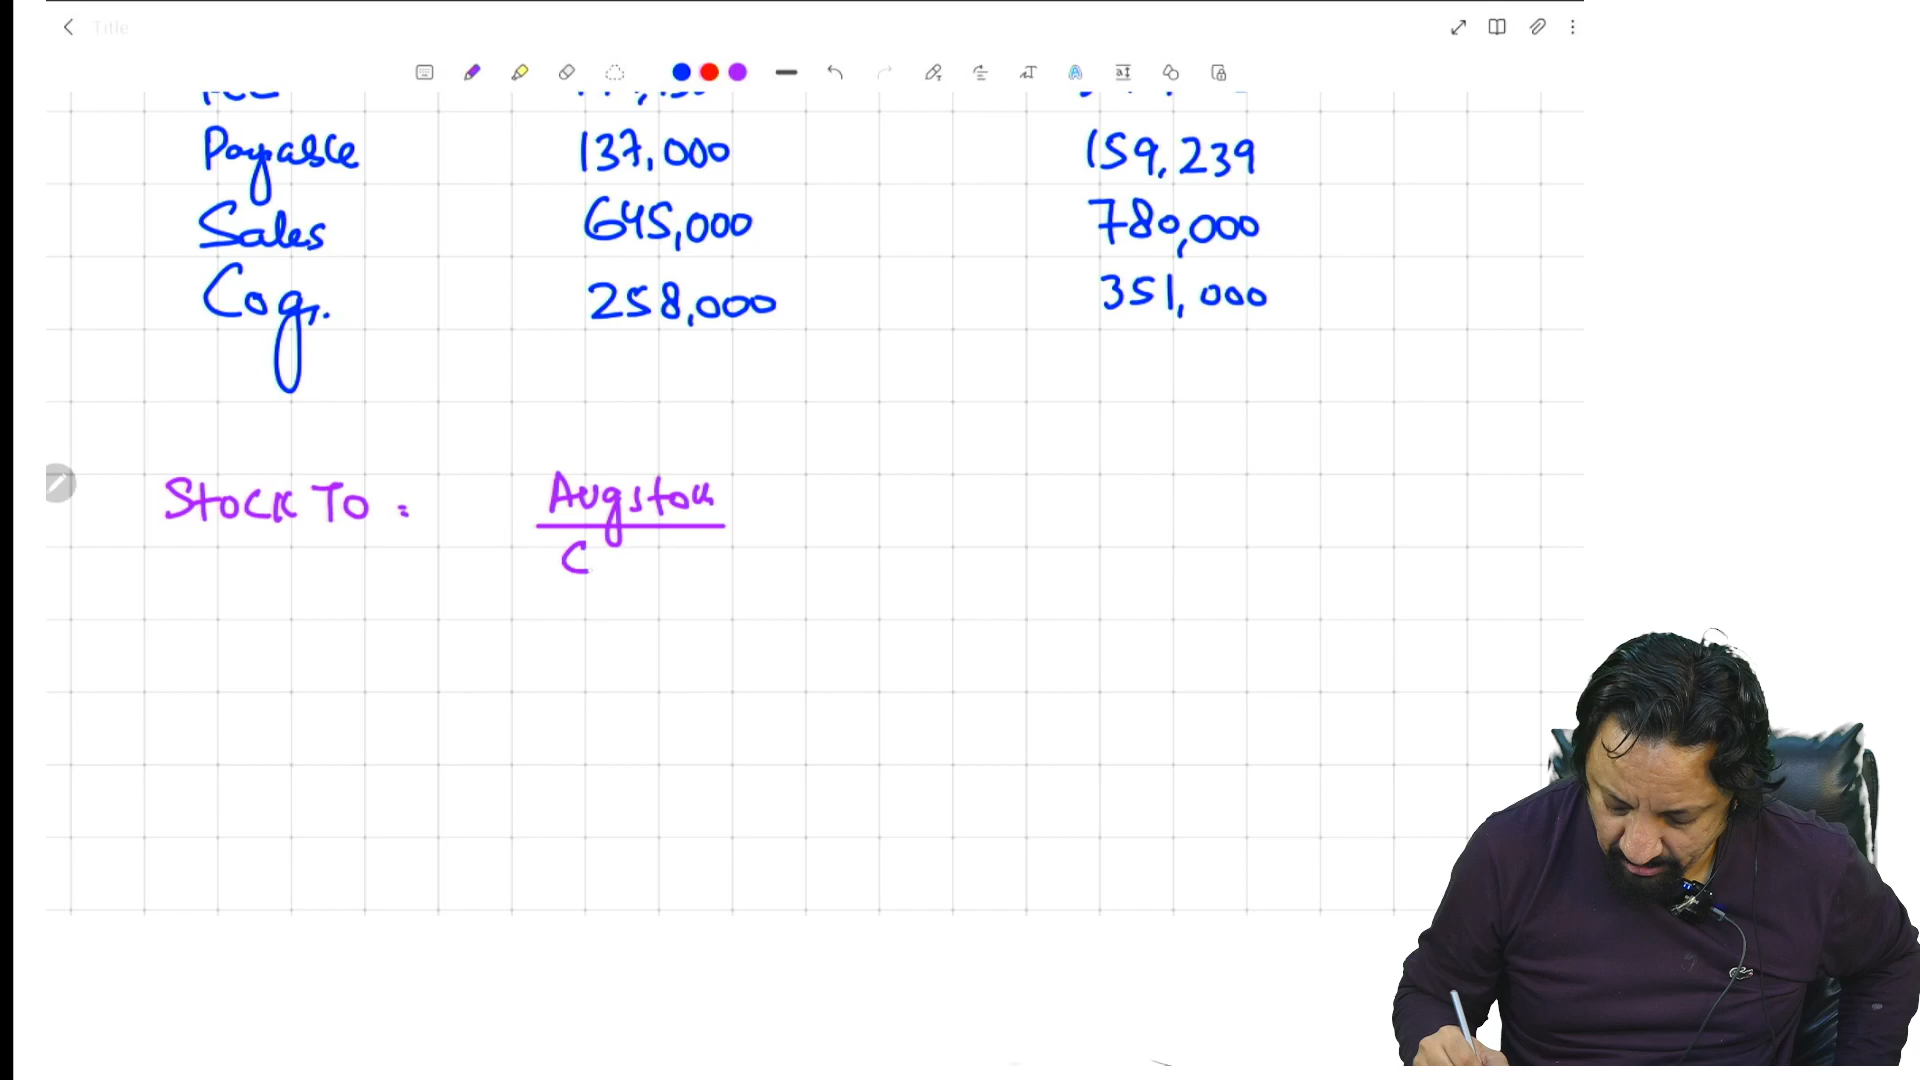 Title
Payable 137,000 159,239
Sales 645,000 780,000
Cogs. 258,000 351,000
Stock To = Avg stock
C